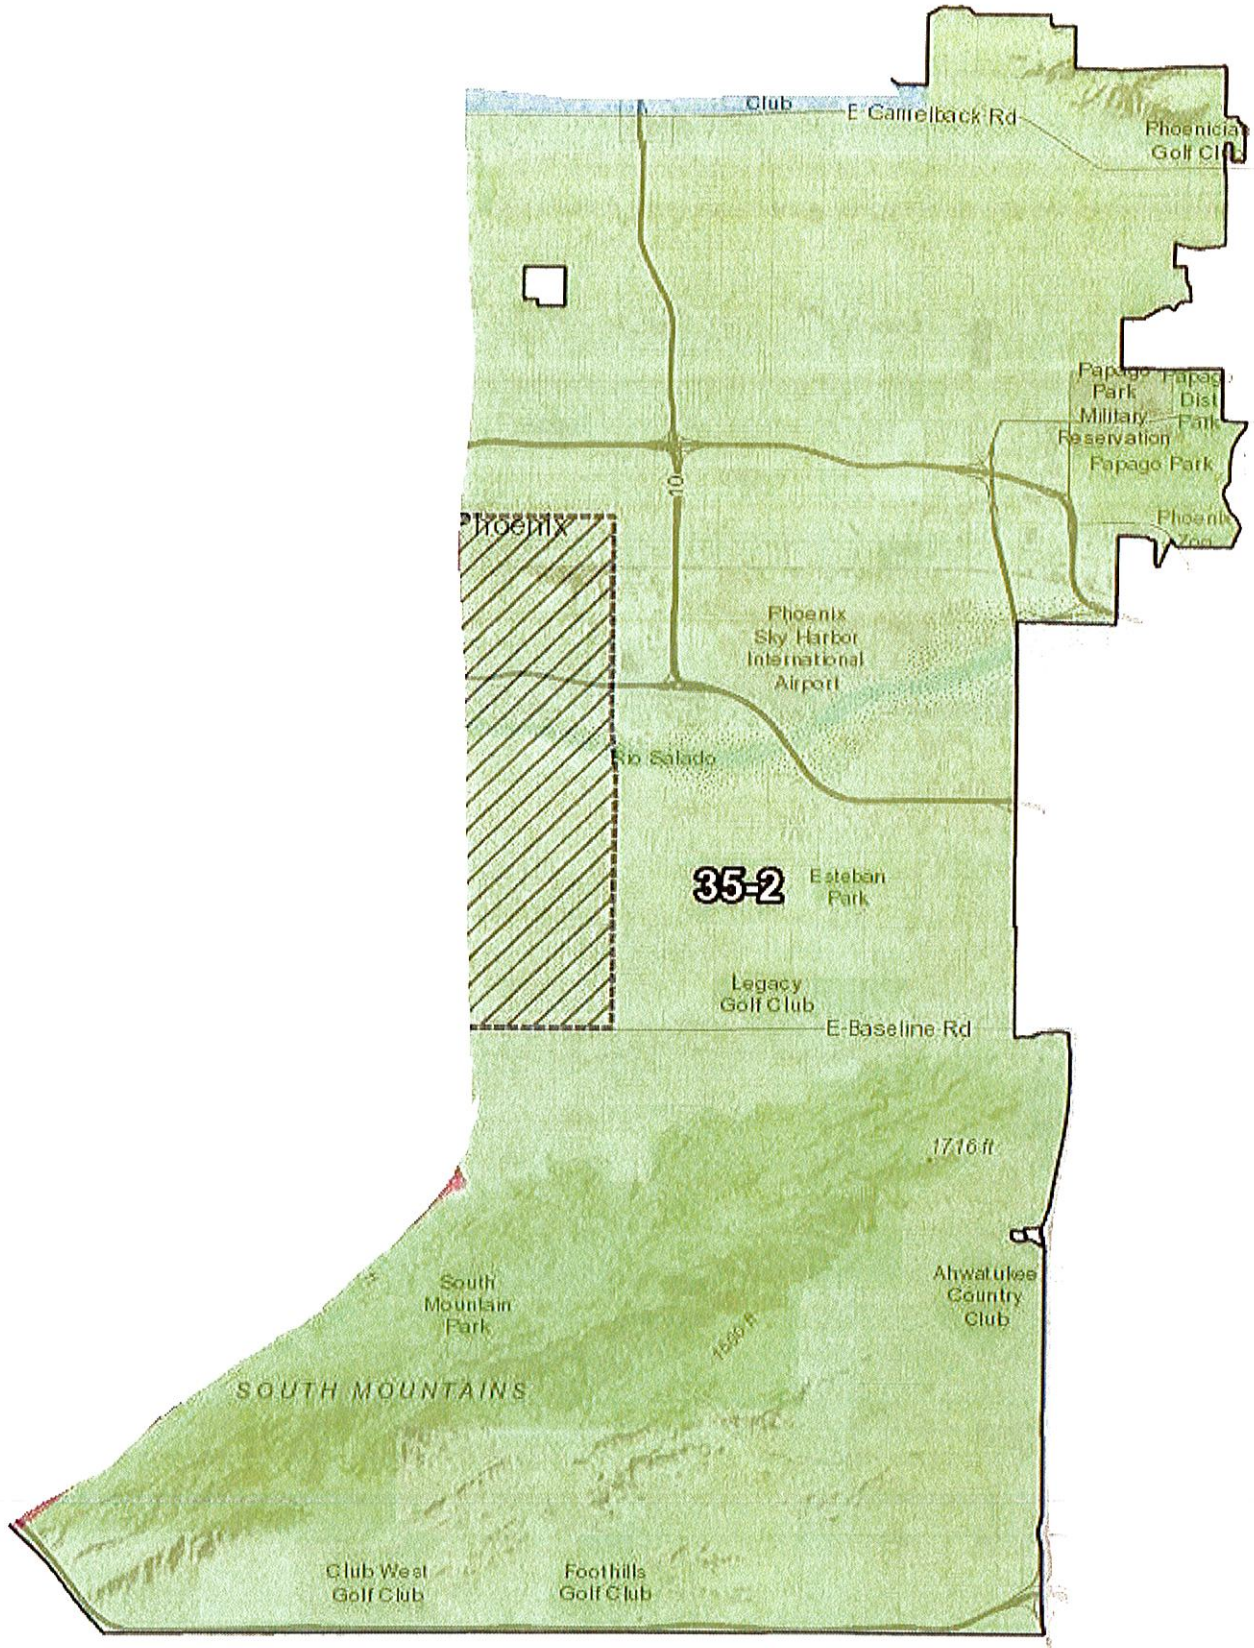 Club
E Camelback Rd
Phoenicia
Golf Club
Papago
Park
Military
Reservation
Papago
Dist
Park
Papago Park
10
Phoenix
Phoenix
Zoo
Phoenix
Sky Harbor
International
Airport
Rio Salado
35-2
Esteban
Park
Legacy
Golf Club
E Baseline Rd
1716 ft
Ahwatukee
Country
Club
South
Mountain
Park
SOUTH MOUNTAINS
Club West
Golf Club
Foothills
Golf Club